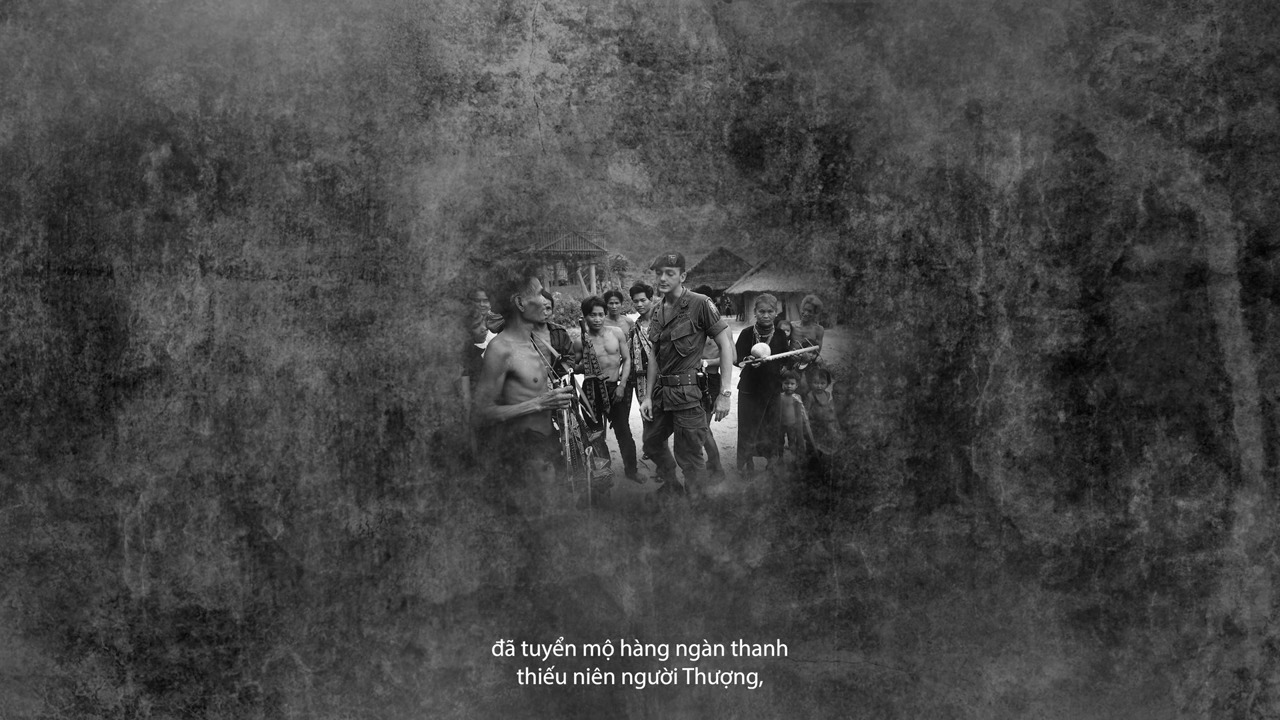 đã tuyển mộ hàng ngàn thanh
thiếu niên người Thượng,